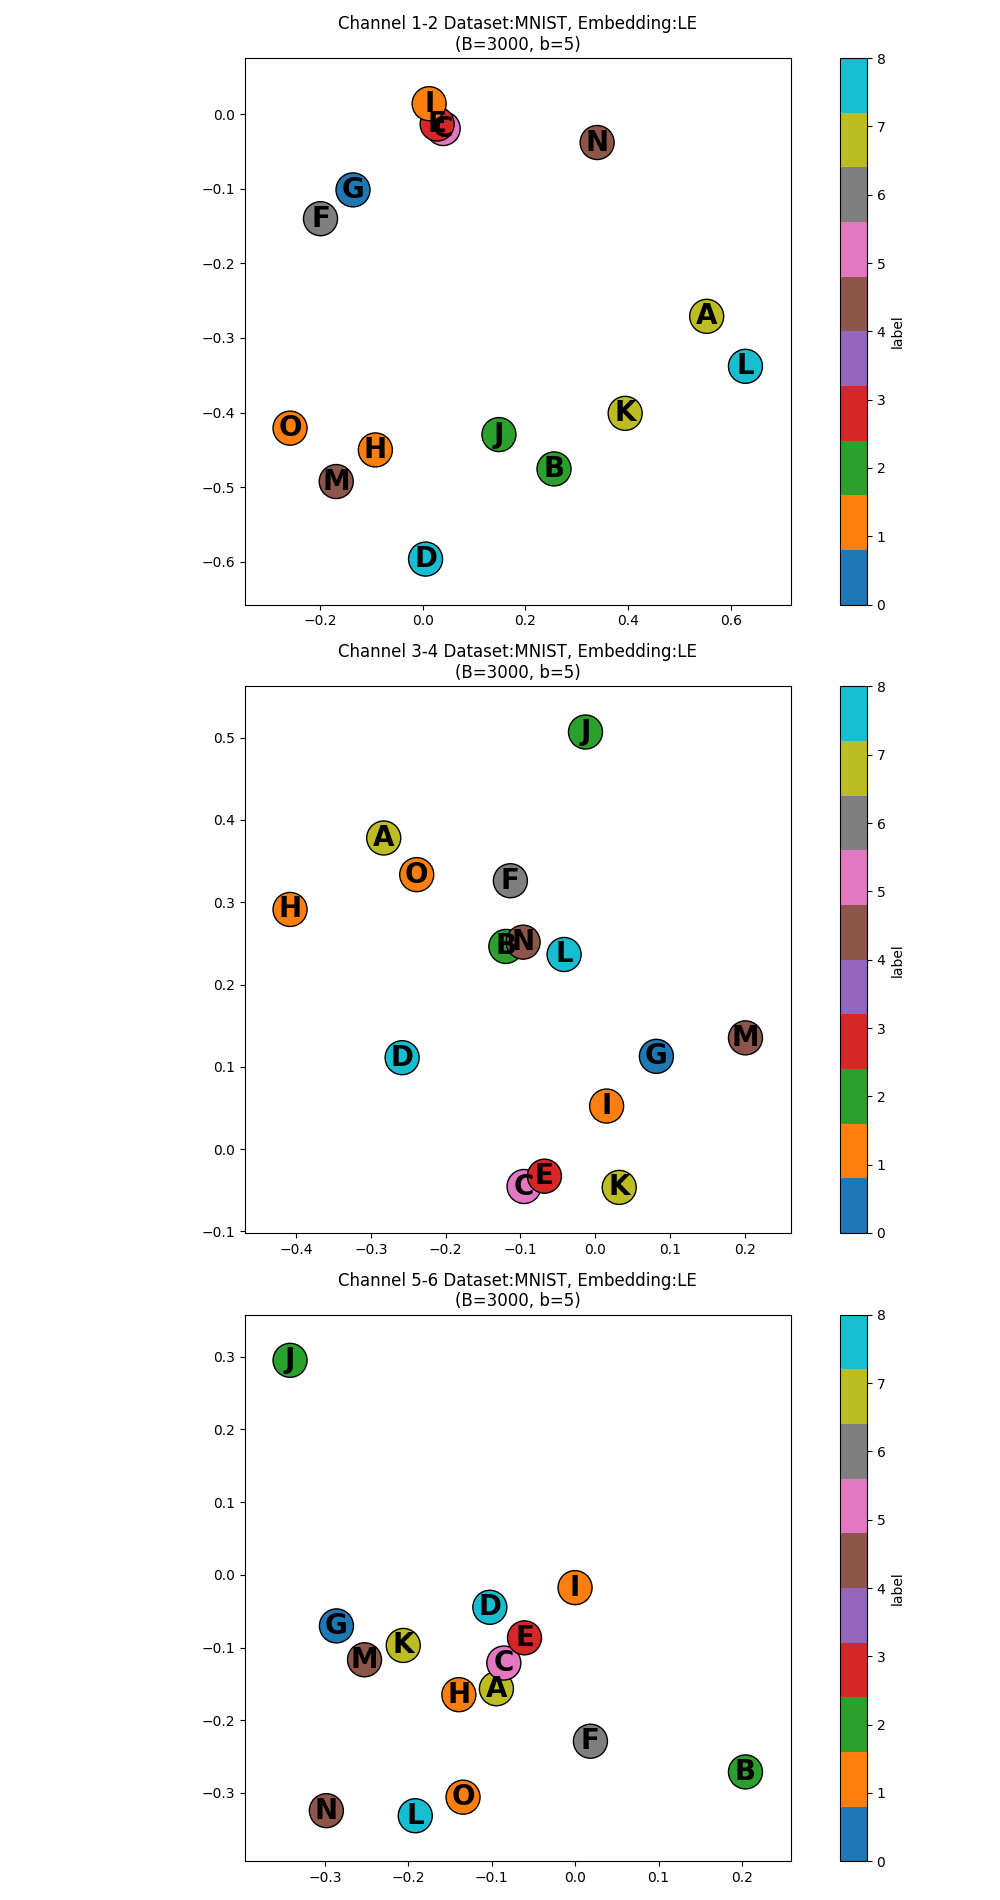 Channel 1-2 Dataset:MNIST, Embedding:LE
(B=3000, b=5)
0.0
−0.1
−0.2
−0.3
−0.4
−0.5
−0.6
I
E
C
N
G
F
A
L
O
H
M
J
K
B
D
−0.2
0.0
0.2
0.4
0.6
8
7
6
5
4
3
2
1
0
label
Channel 3-4 Dataset:MNIST, Embedding:LE
(B=3000, b=5)
0.5
0.4
0.3
0.2
0.1
0.0
−0.1
J
A
O
F
H
B
N
L
M
G
D
I
C
E
K
−0.4
−0.3
−0.2
−0.1
0.0
0.1
0.2
8
7
6
5
4
3
2
1
0
label
Channel 5-6 Dataset:MNIST, Embedding:LE
(B=3000, b=5)
0.3
0.2
0.1
0.0
−0.1
−0.2
−0.3
J
I
D
G
E
K
M
C
A
H
F
B
O
N
L
−0.3
−0.2
−0.1
0.0
0.1
0.2
8
7
6
5
4
3
2
1
0
label